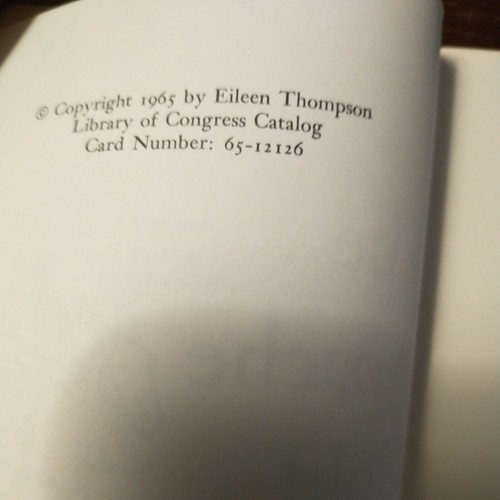 © Copyright 1965 by Eileen Thompson
Library of Congress Catalog
Card Number: 65-12126